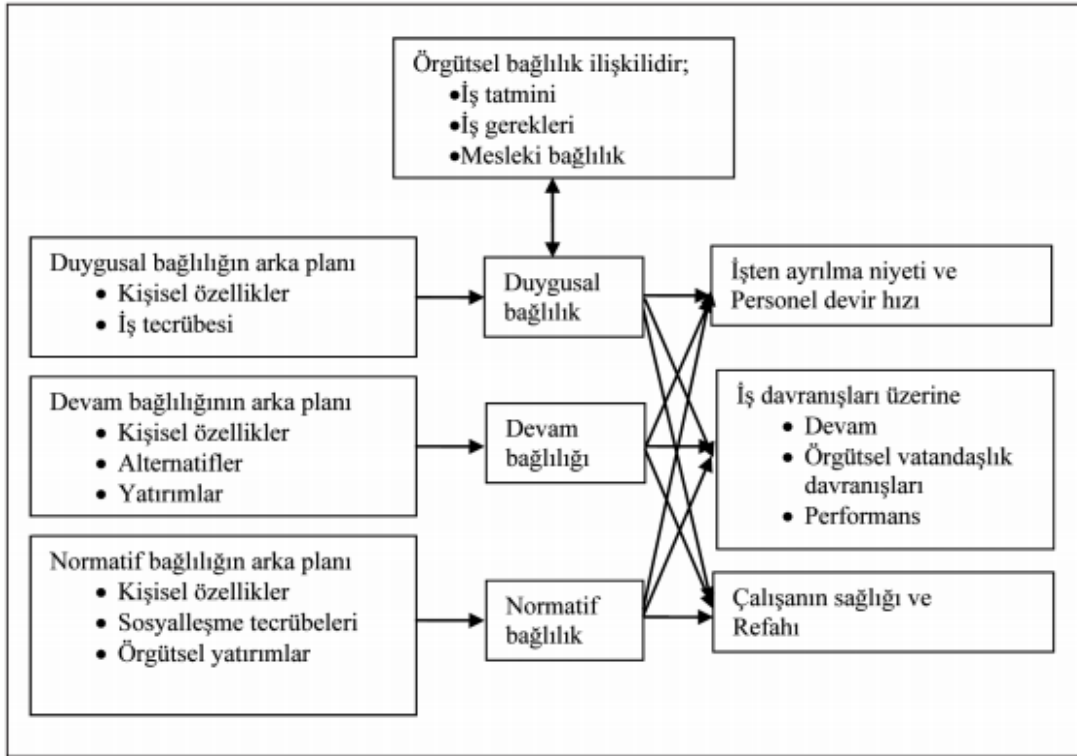 Örgütsel bağlılık ilişkilidir;
•İş tatmini
•İş gerekleri
•Mesleki bağlılık
Duygusal bağlılığın arka planı
• Kişisel özellikler
• İş tecrübesi
Duygusal
bağlılık
İşten ayrılma niyeti ve
Personel devir hızı
Devam bağlılığının arka planı
• Kişisel özellikler
• Alternatifler
• Yatırımlar
Devam
bağlılığı
İş davranışları üzerine
• Devam
• Örgütsel vatandaşlık
davranışları
• Performans
Normatif bağlılığın arka planı
• Kişisel özellikler
• Sosyalleşme tecrübeleri
• Örgütsel yatırımlar
Normatif
bağlılık
Çalışanın sağlığı ve
Refahı